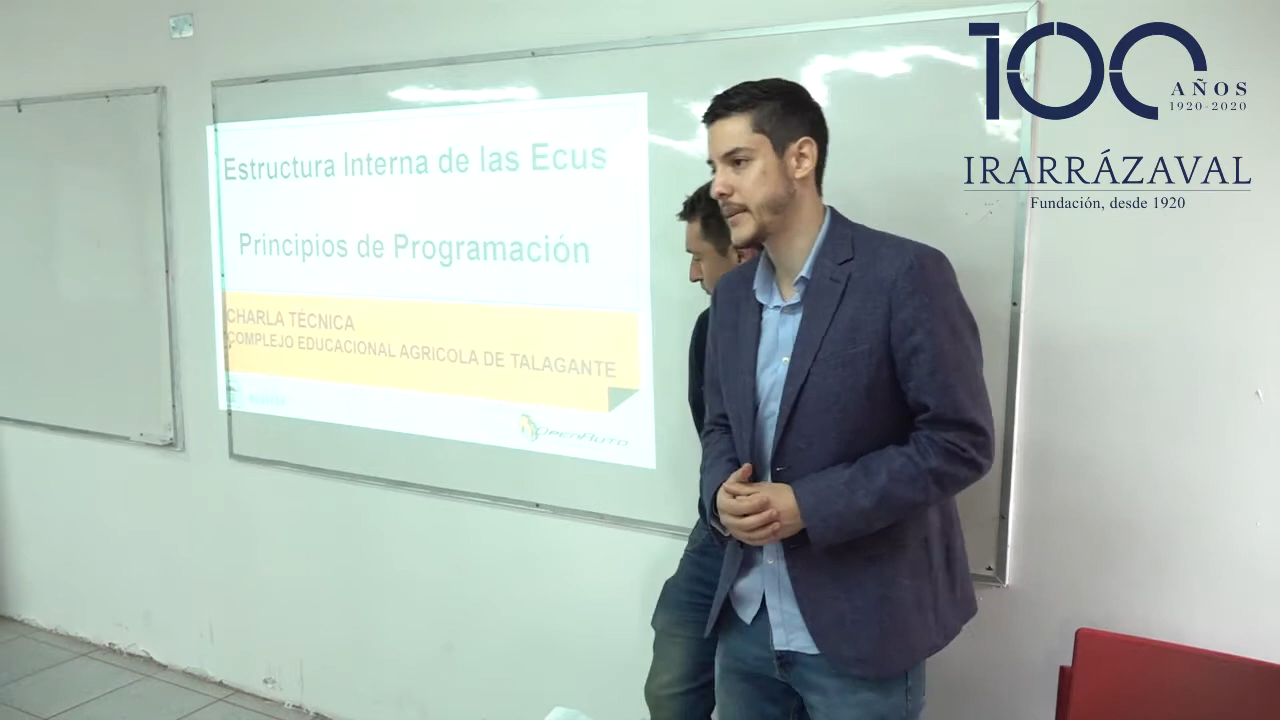 Estructura Interna de las Ecus
Principios de Programación
CHARLA TÉCNICA
COMPLEJO EDUCACIONAL AGRICOLA DE TALAGANTE
OpenAuto
100
AÑOS
1920-2020
IRARRÁZAVAL
Fundación, desde 1920